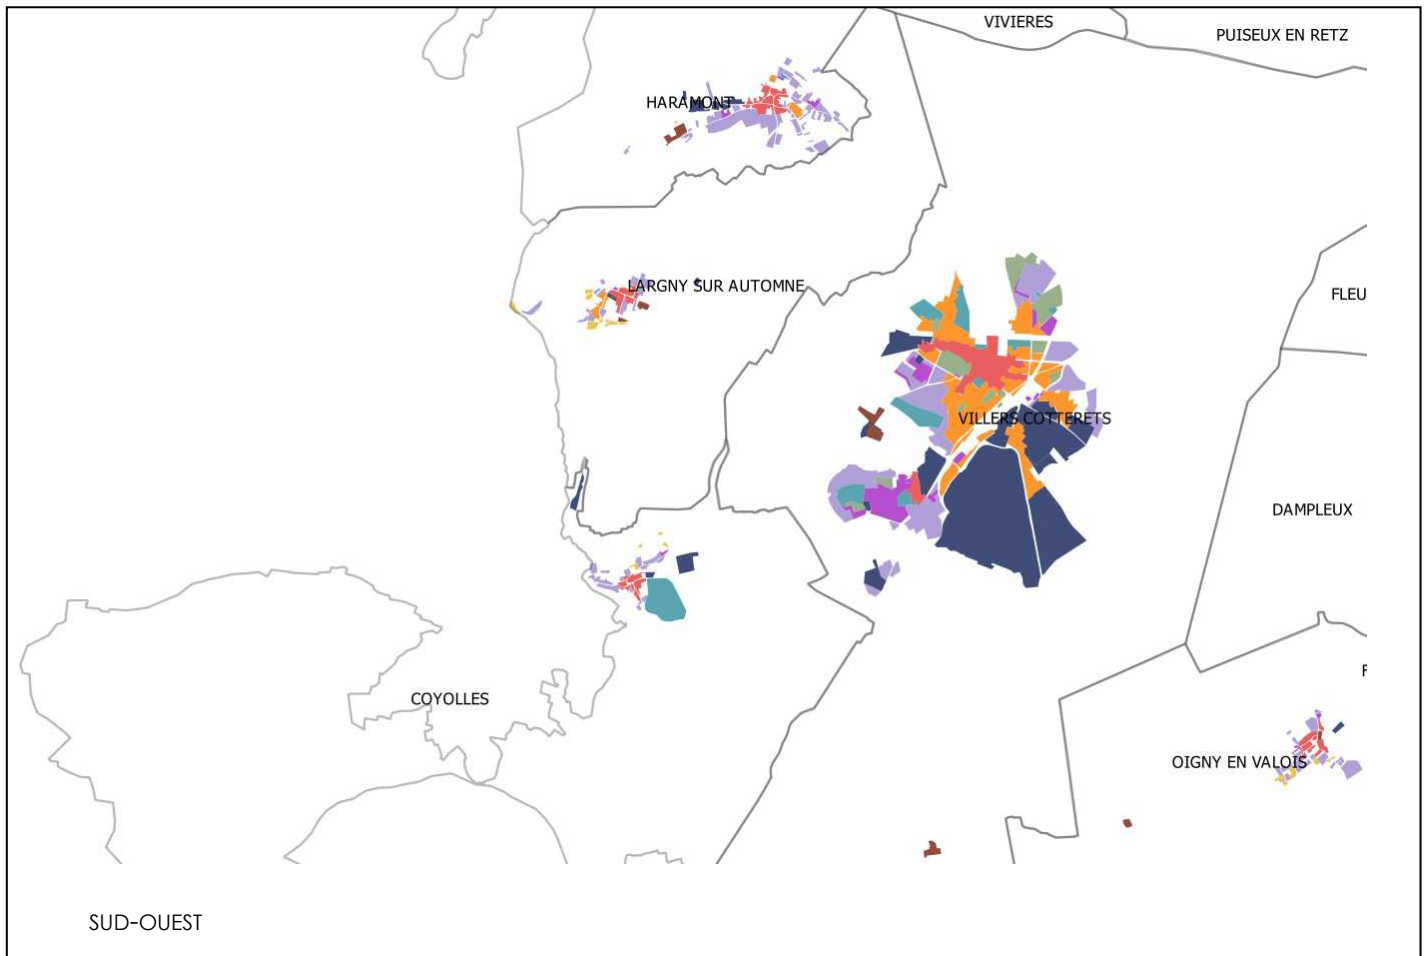 VIVIERES
PUISEUX EN RETZ
HARAMONT
LARGNY SUR AUTOMNE
FLEU
VILLERS COTTERETS
DAMPLEUX
F
COYOLLES
OIGNY EN VALOIS
SUD-OUEST